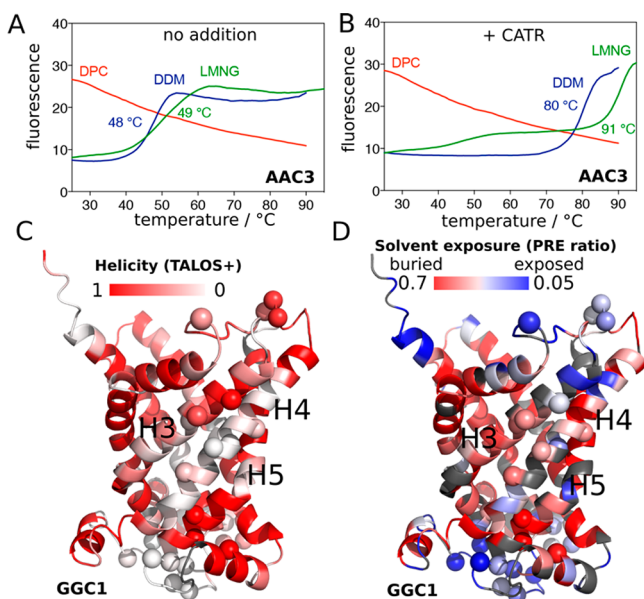 A
no addition
40
30
20
10
0
fluorescence
DPC
DDM
LMNG
48 °C
49 °C
AAC3
30 40 50 60 70 80 90
temperature / °C
B
+ CATR
40
30
20
10
0
fluorescence
DPC
DDM
LMNG
80 °C
91 °C
AAC3
30 40 50 60 70 80 90
temperature / °C
C
Helicity (TALOS+)
1 0
H3
H4
H5
GGC1
D
Solvent exposure (PRE ratio)
buried exposed
0.7 0.05
H3
H4
H5
GGC1